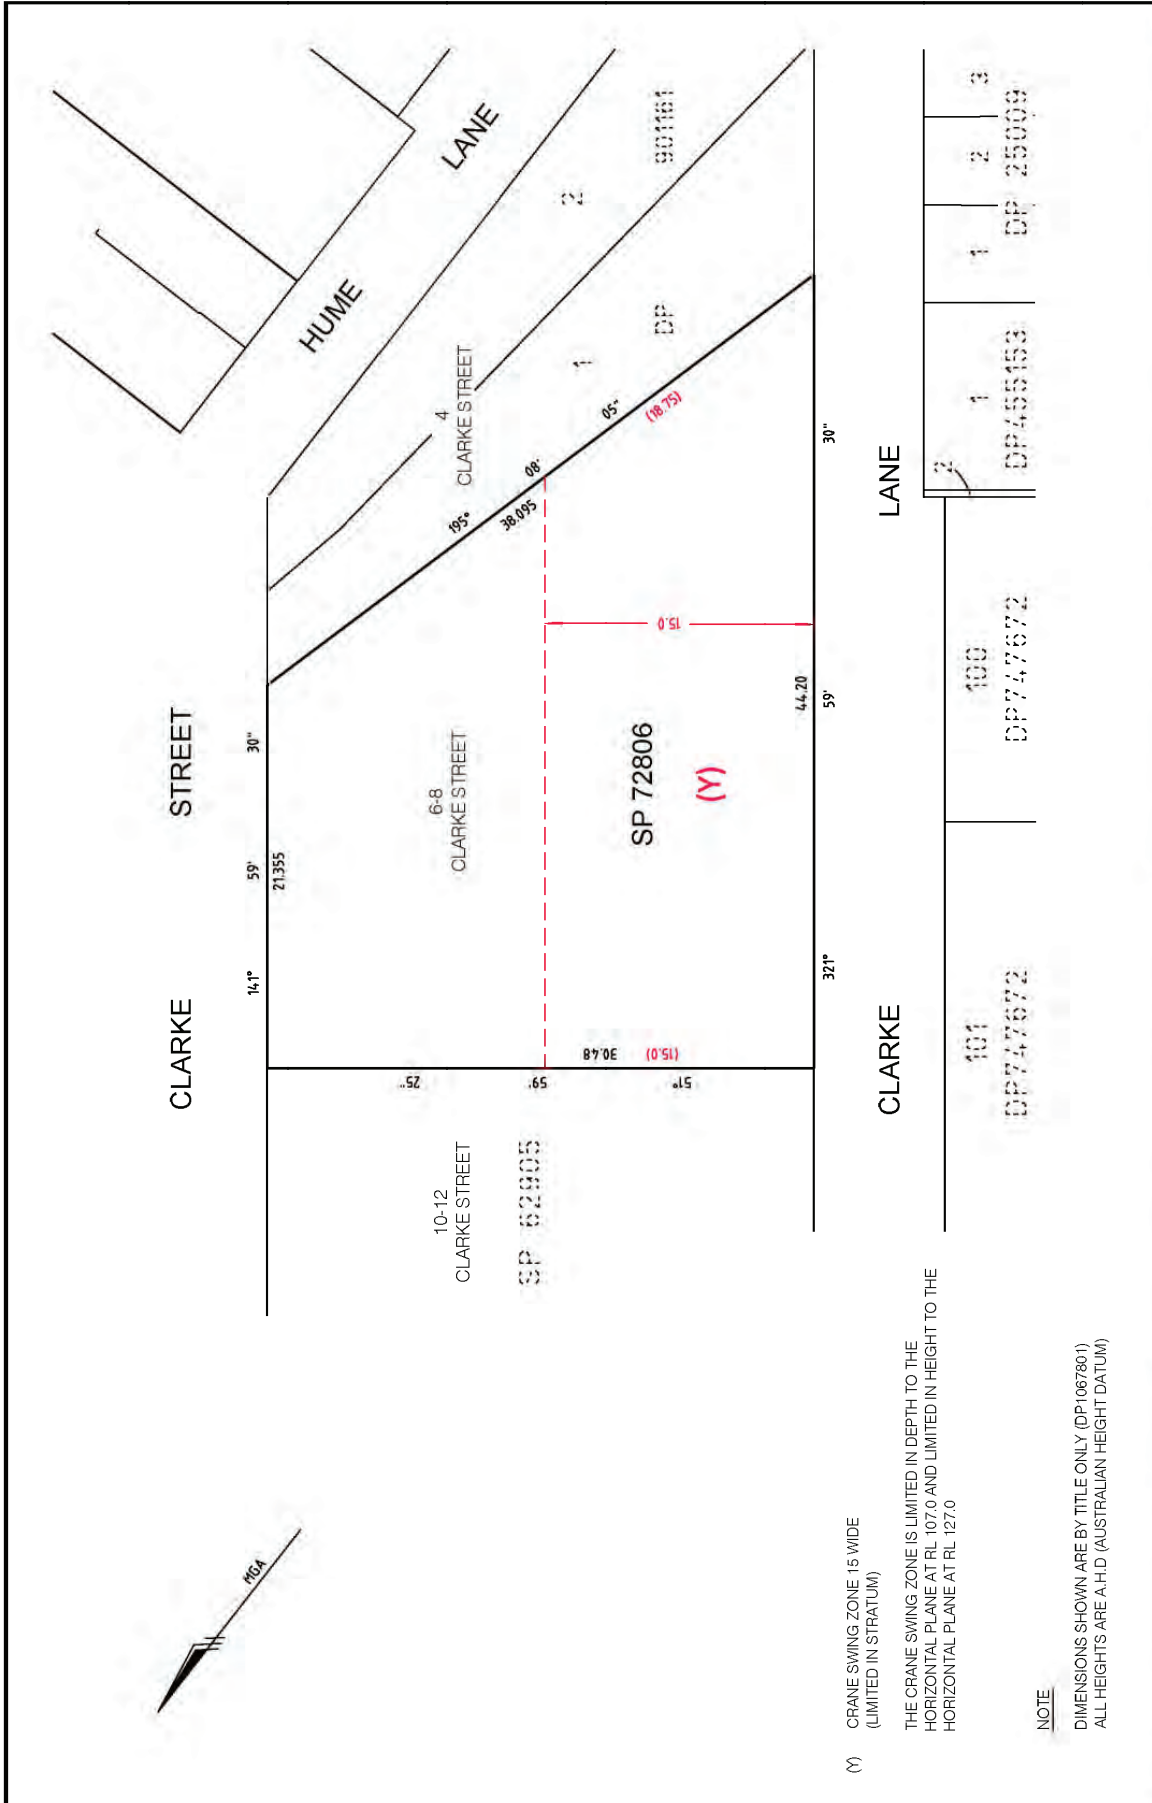 MGA
CLARKE STREET
141° 59' 30"
21.355
HUME LANE
195° 08' 05"
38.095
(18.75)
4
CLARKE STREET
1
2
DP 901161
6-8
CLARKE STREET
SP 72806
(Y)
15.0
30.48
(15.0)
51° 59' 25"
10-12
CLARKE STREET
SP 62905
44.20
321° 59' 30"
CLARKE LANE
101
DP747672
100
DP747672
2
1
DP455153
1
2
3
DP 25009
(Y) CRANE SWING ZONE 15 WIDE
(LIMITED IN STRATUM)
THE CRANE SWING ZONE IS LIMITED IN DEPTH TO THE
HORIZONTAL PLANE AT RL 107.0 AND LIMITED IN HEIGHT TO THE
HORIZONTAL PLANE AT RL 127.0
NOTE
DIMENSIONS SHOWN ARE BY TITLE ONLY (DP1067801)
ALL HEIGHTS ARE A.H.D (AUSTRALIAN HEIGHT DATUM)